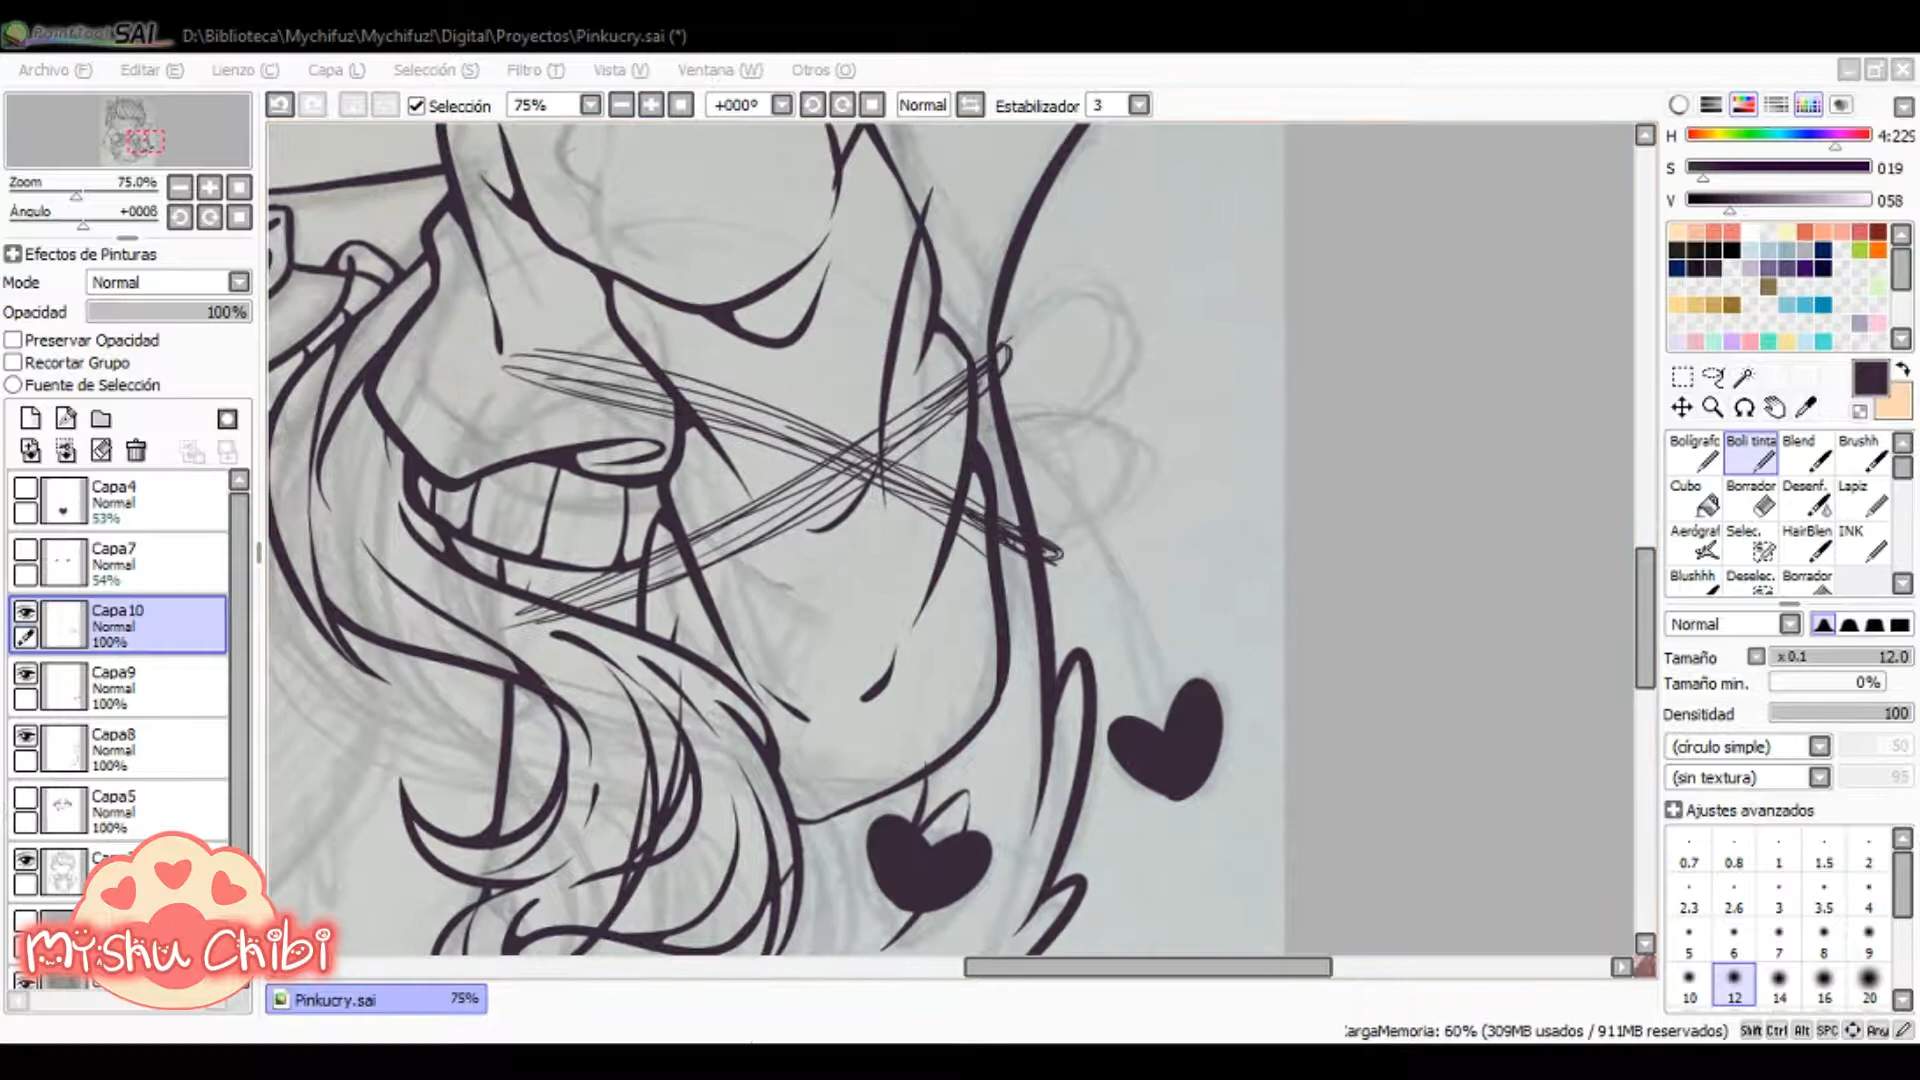 PaintTool SAI D:\Biblioteca\Mychifuz\Mychifuz!\Digital\Proyectos\Pinkucry.sai (*)
Archivo (F) Editar (E) Lienzo (C) Capa (L) Selección (S) Filtro (T) Vista (V) Ventana (W) Otros (O)
Selección 75% +000º Normal Estabilizador 3
Zoom 75.0%
Ángulo +000ß
Efectos de Pinturas
Mode Normal
Opacidad 100%
Preservar Opacidad
Recortar Grupo
Fuente de Selección
Capa4
Normal
53%
Capa7
Normal
54%
Capa10
Normal
100%
Capa9
Normal
100%
Capa8
Normal
100%
Capa5
Normal
100%
Myshu Chibi
Pinkucry.sai 75%
H 4:229
S 019
V 058
Bolígrafc Boli tinta Blend Brushh
Cubo Borrador Desenf. Lapiz
Aerógraf Selec. HairBlen INK
Blushhh Deselec. Borrador
Normal
Tamaño x 0.1 12.0
Tamaño min. 0%
Densitidad 100
(círculo simple) 50
(sin textura) 95
Ajustes avanzados
0.7 0.8 1 1.5 2
2.3 2.6 3 3.5 4
5 6 7 8 9
10 12 14 16 20
argaMemoria: 60% (309MB usados / 911MB reservados) Shift Ctrl Alt SPC Any